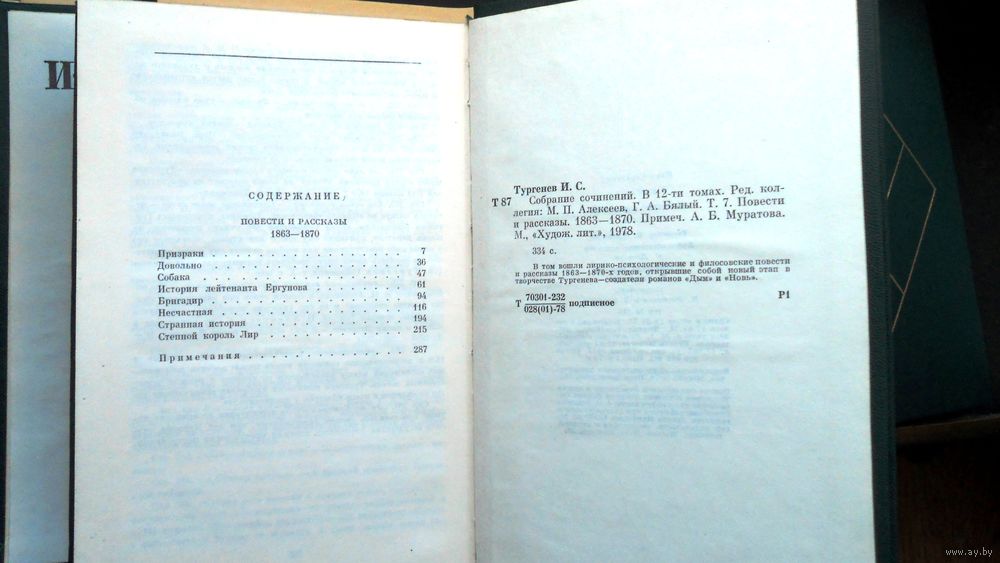 И
СОДЕРЖАНИЕ
ПОВЕСТИ И РАССКАЗЫ
1863—1870
Призраки . . . . . . . . . . . . . . . . 7
Довольно . . . . . . . . . . . . . . . . 36
Собака . . . . . . . . . . . . . . . . 47
История лейтенанта Ергунова . . . . . . . . 61
Бригадир . . . . . . . . . . . . . . . . 94
Несчастная . . . . . . . . . . . . . . . 116
Странная история . . . . . . . . . . . . 194
Степной король Лир . . . . . . . . . . . 215
Примечания . . . . . . . . . . . . . . 287
Тургенев И. С.
Т 87 Собрание сочинений. В 12-ти томах. Ред. кол-
легия: М. П. Алексеев, Г. А. Бялый. Т. 7. Повести
и рассказы. 1863—1870. Примеч. А. Б. Муратова.
М., «Худож. лит.», 1978.
334 с.
В том вошли лирико-психологические и филосовские повести
и рассказы 1863—1870-х годов, открывшие собой новый этап в
творчестве Тургенева—создателя романов «Дым» и «Новь».
Т 70301-232 подписное Р1
028(01)-78
www.ay.by